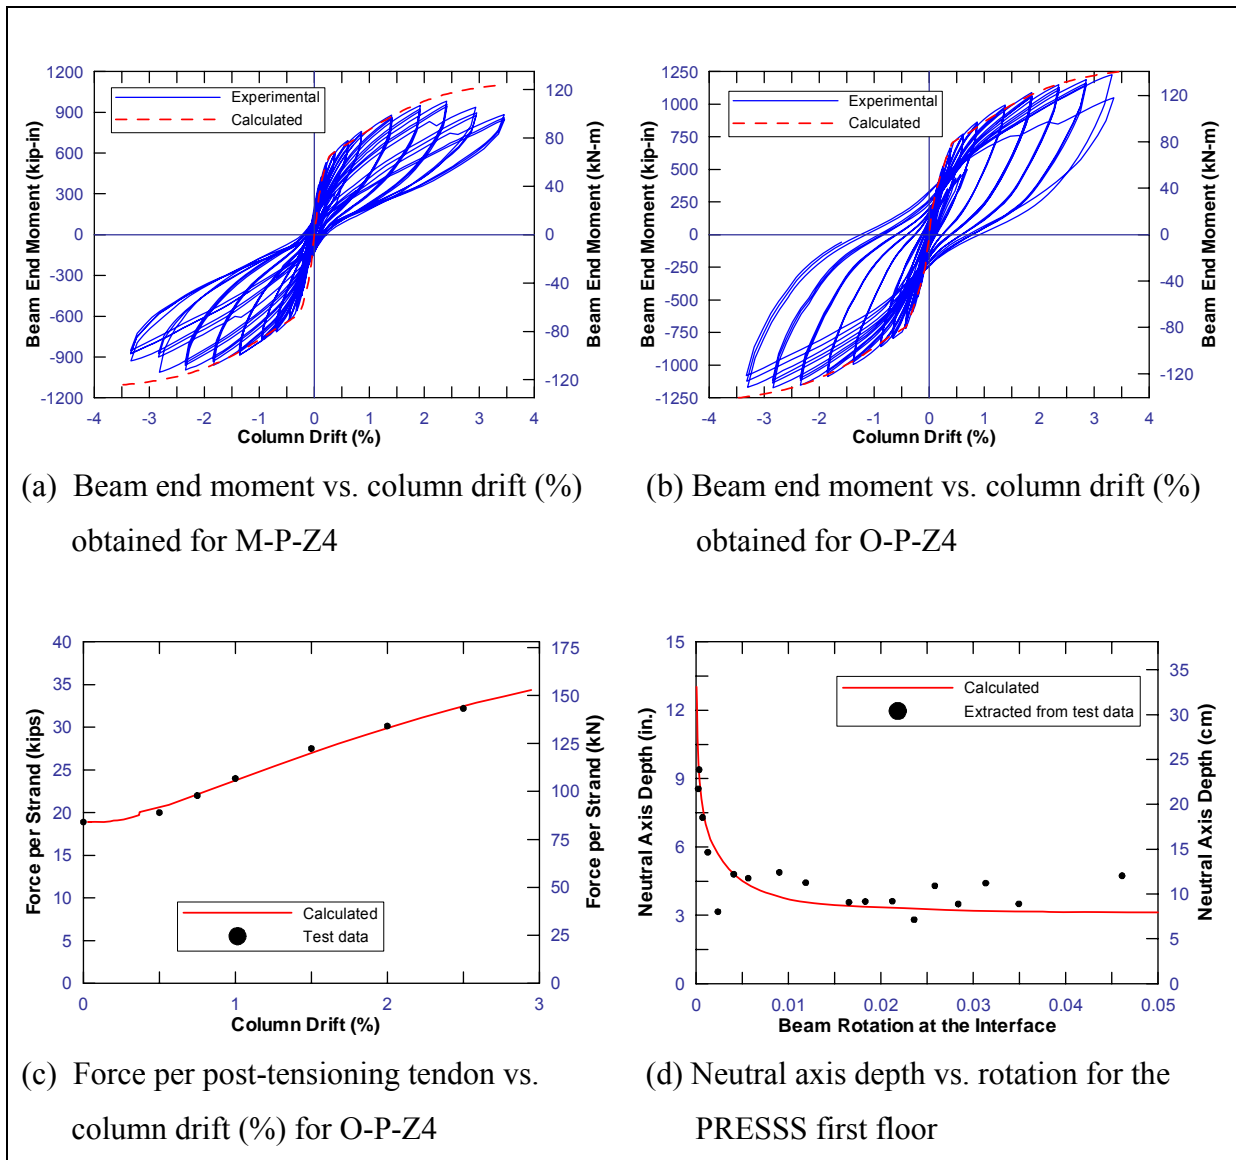 1200
900
600
300
0
-300
-600
-900
-1200
Beam End Moment (kip-in)
Experimental
Calculated
120
80
40
0
-40
-80
-120
Beam End Moment (kN-m)
-4 -3 -2 -1 0 1 2 3 4
Column Drift (%)
(a) Beam end moment vs. column drift (%)
obtained for M-P-Z4
1250
1000
750
500
250
0
-250
-500
-750
-1000
-1250
Beam End Moment (kip-in)
Experimental
Calculated
120
80
40
0
-40
-80
-120
Beam End Moment (kN-m)
-4 -3 -2 -1 0 1 2 3 4
Column Drift (%)
(b) Beam end moment vs. column drift (%)
obtained for O-P-Z4
40
35
30
25
20
15
10
5
0
Force per Strand (kips)
Calculated
Test data
175
150
125
100
75
50
25
0
Force per Strand (kN)
0 1 2 3
Column Drift (%)
(c) Force per post-tensioning tendon vs.
column drift (%) for O-P-Z4
15
12
9
6
3
0
Neutral Axis Depth (in.)
Calculated
Extracted from test data
35
30
25
20
15
10
5
0
Neutral Axis Depth (cm)
0 0.01 0.02 0.03 0.04 0.05
Beam Rotation at the Interface
(d) Neutral axis depth vs. rotation for the
PRESSS first floor